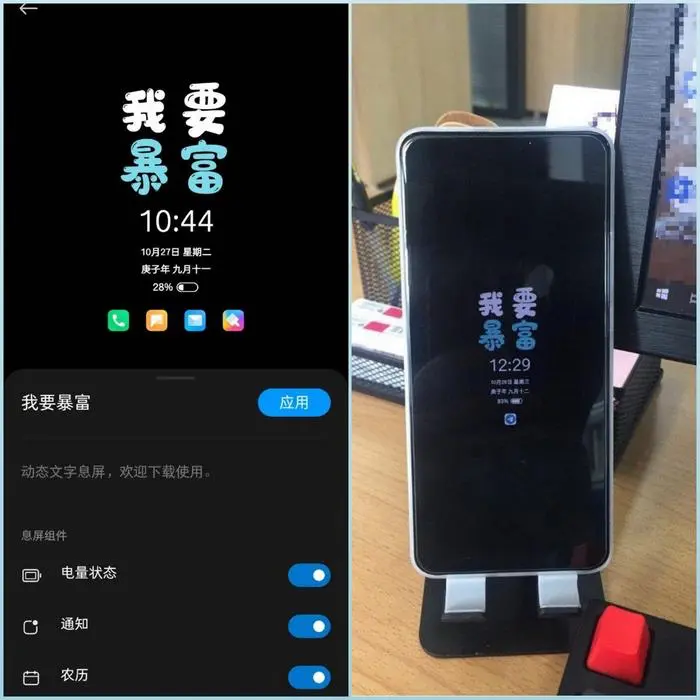 我要
暴富
10:44
10月27日 星期二
庚子年 九月十一
28%
我要暴富
应用
动态文字息屏，欢迎下载使用。
息屏组件
电量状态
通知
农历
我要
暴富
12:29
10月28日 星期三
庚子年 九月十二
83%